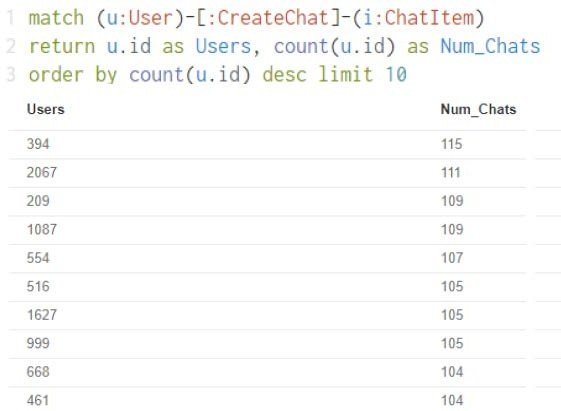 1 match (u:User)-[:CreateChat]-(i:ChatItem)
2 return u.id as Users, count(u.id) as Num_Chats
3 order by count(u.id) desc limit 10
Users Num_Chats
394 115
2067 111
209 109
1087 109
554 107
516 105
1627 105
999 105
668 104
461 104